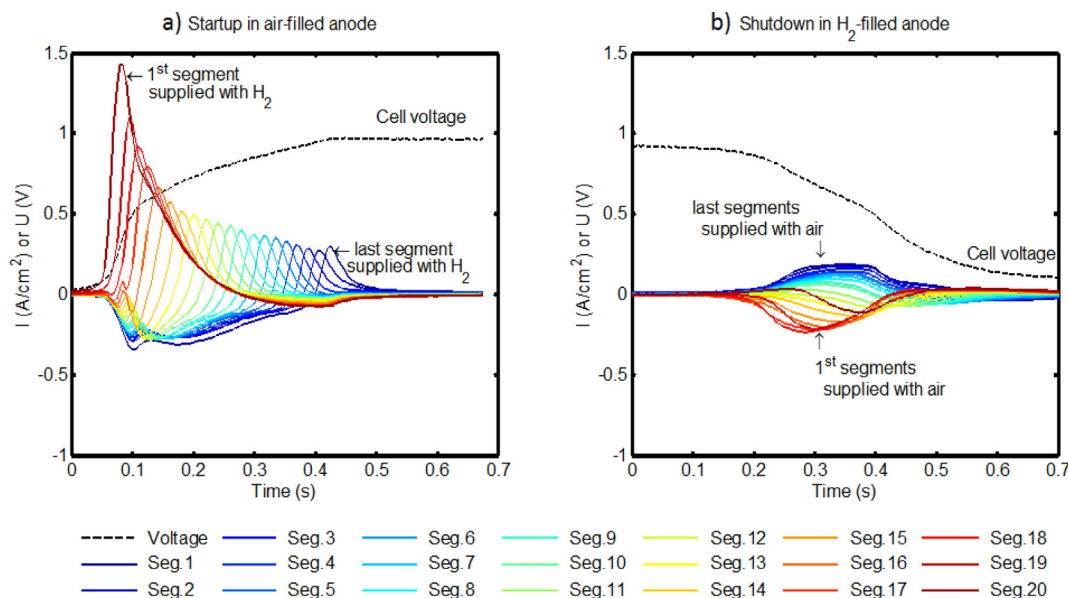 a) Startup in air-filled anode
1.5
1
0.5
0
-0.5
-1
I (A/cm²) or U (V)
←1st segment
supplied with H2
Cell voltage
←last segment
supplied with H2
0 0.1 0.2 0.3 0.4 0.5 0.6 0.7
Time (s)
b) Shutdown in H2-filled anode
1.5
1
0.5
0
-0.5
-1
I (A/cm²) or U (V)
last segments
supplied with air
↓
Cell voltage
↑
1st segments
supplied with air
0 0.1 0.2 0.3 0.4 0.5 0.6 0.7
Time (s)
Voltage Seg.3 Seg.6 Seg.9 Seg.12 Seg.15 Seg.18
Seg.1 Seg.4 Seg.7 Seg.10 Seg.13 Seg.16 Seg.19
Seg.2 Seg.5 Seg.8 Seg.11 Seg.14 Seg.17 Seg.20